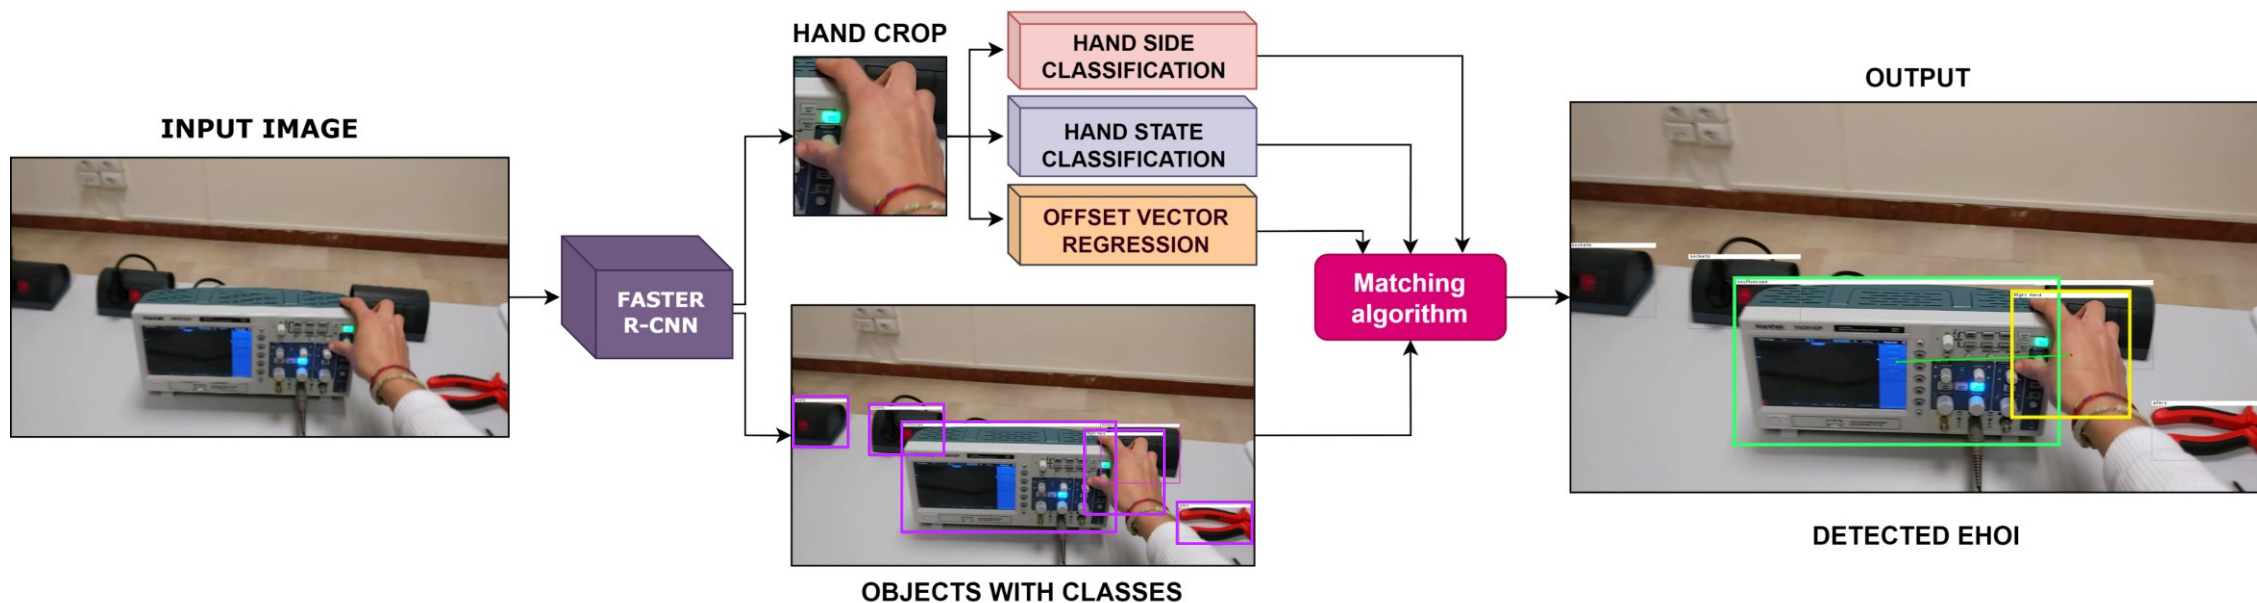 INPUT IMAGE
FASTER
R-CNN
HAND CROP
HAND SIDE
CLASSIFICATION
HAND STATE
CLASSIFICATION
OFFSET VECTOR
REGRESSION
OBJECTS WITH CLASSES
Matching
algorithm
OUTPUT
DETECTED EHOI